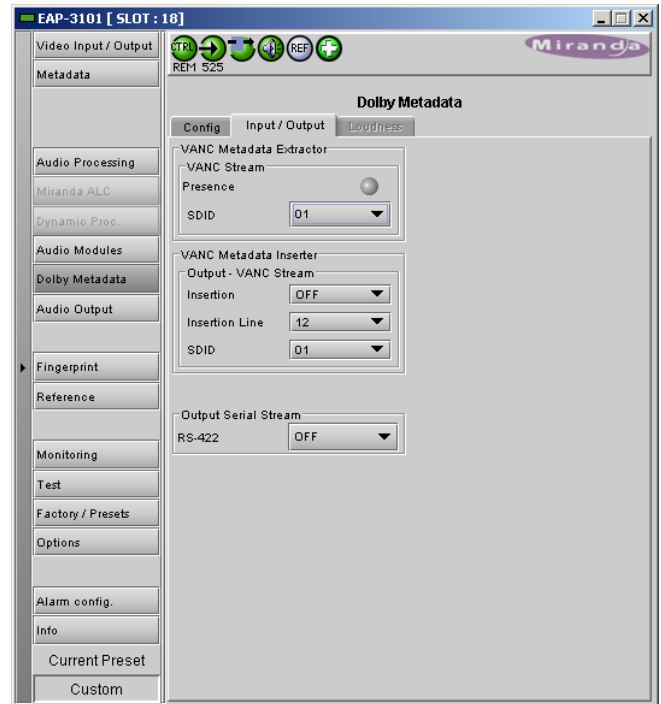 EAP-3101 [ SLOT : 18]
Video Input / Output
Metadata
Audio Processing
Miranda ALC
Dynamic Proc.
Audio Modules
Dolby Metadata
Audio Output
Fingerprint
Reference
Monitoring
Test
Factory / Presets
Options
Alarm config.
Info
Current Preset
Custom
CTRL
REF
REM 525
Miranda
Dolby Metadata
Config
Input / Output
Loudness
VANC Metadata Extractor
VANC Stream
Presence
SDID 01
VANC Metadata Inserter
Output - VANC Stream
Insertion OFF
Insertion Line 12
SDID 01
Output Serial Stream
RS-422 OFF